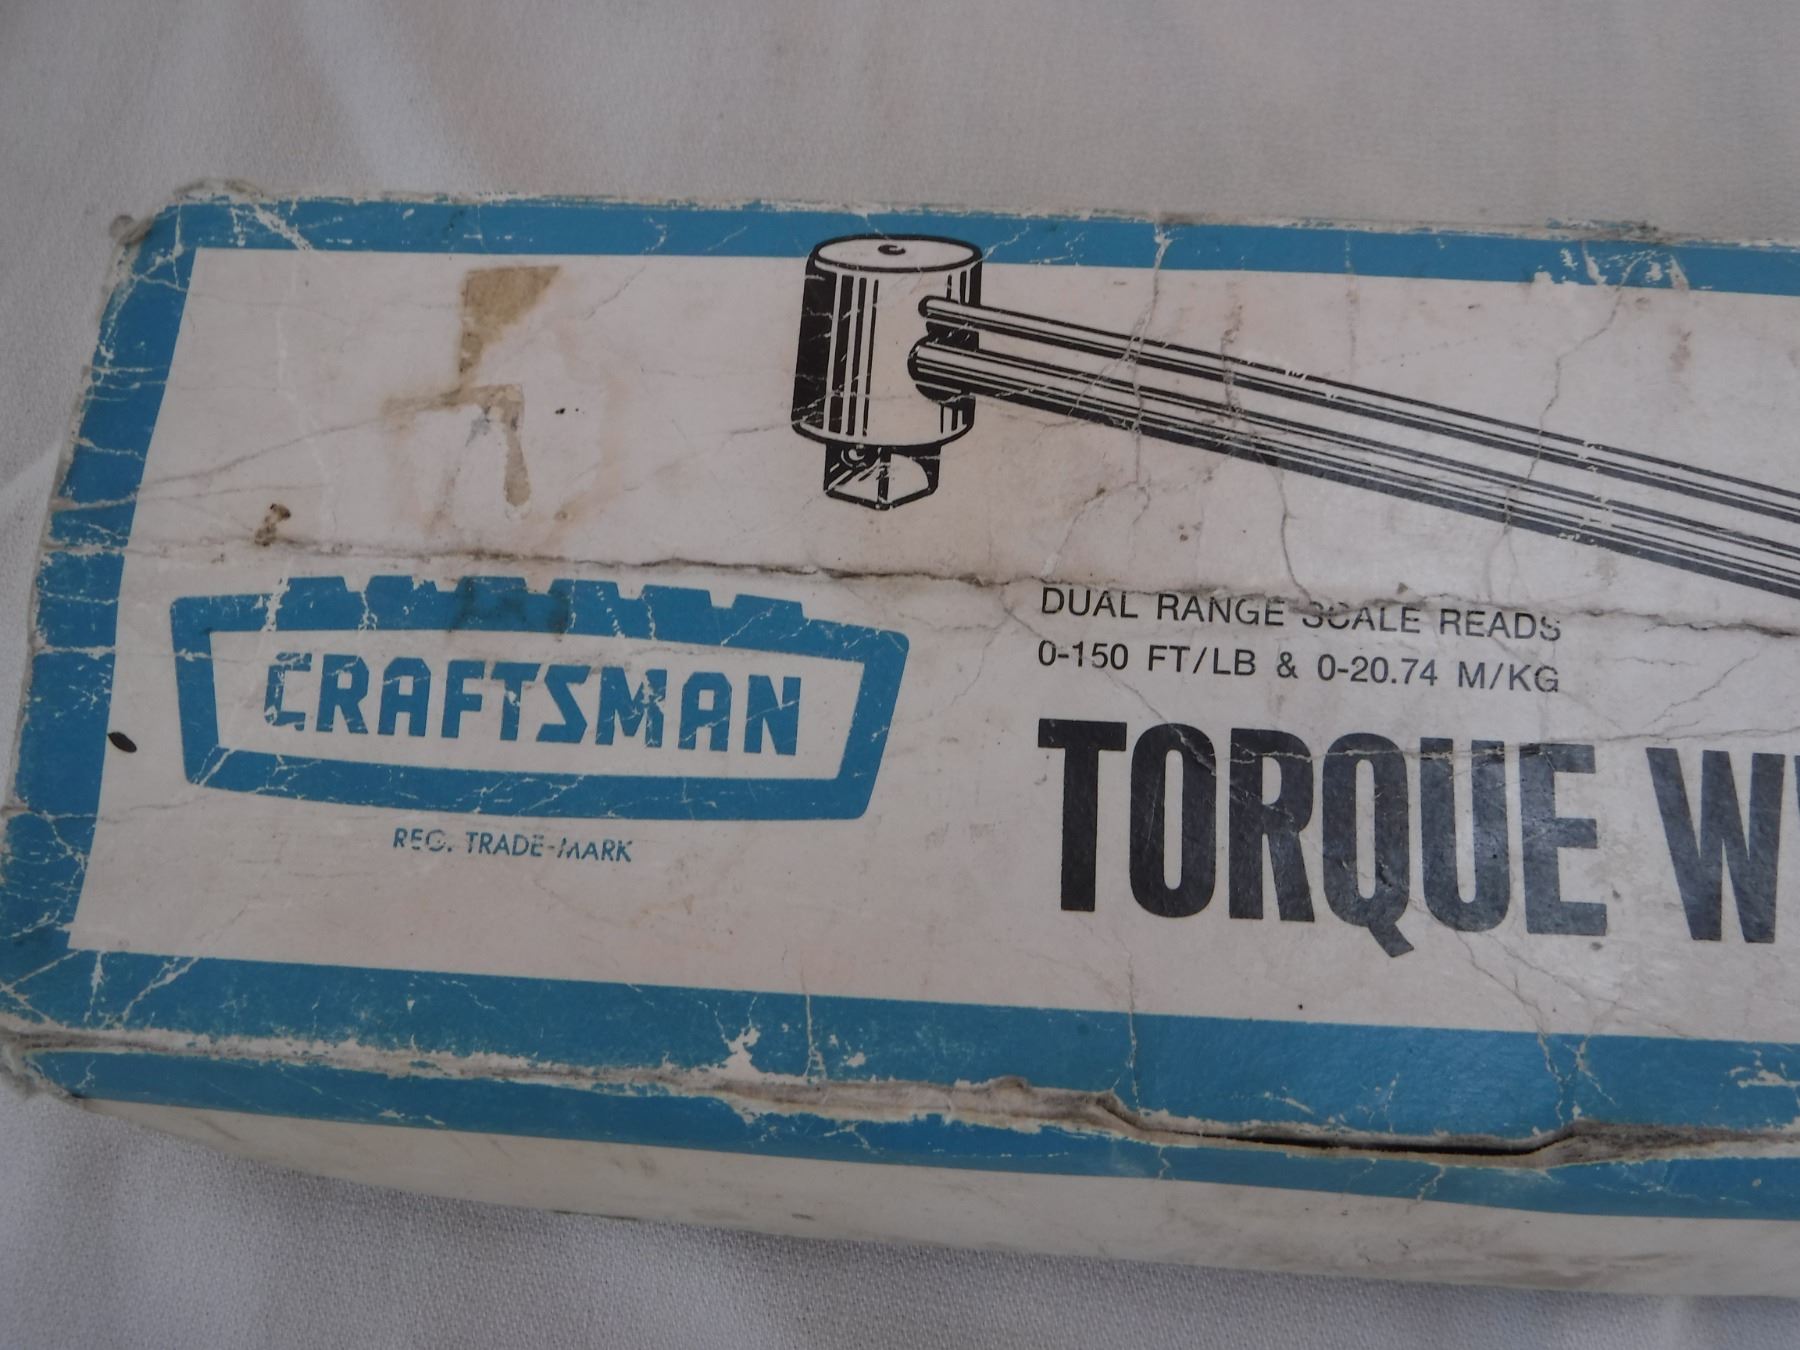 DUAL RANGE SCALE READS
0-150 FT/LB & 0-20.74 M/KG
CRAFTSMAN
REG. TRADE-MARK
TORQUE W